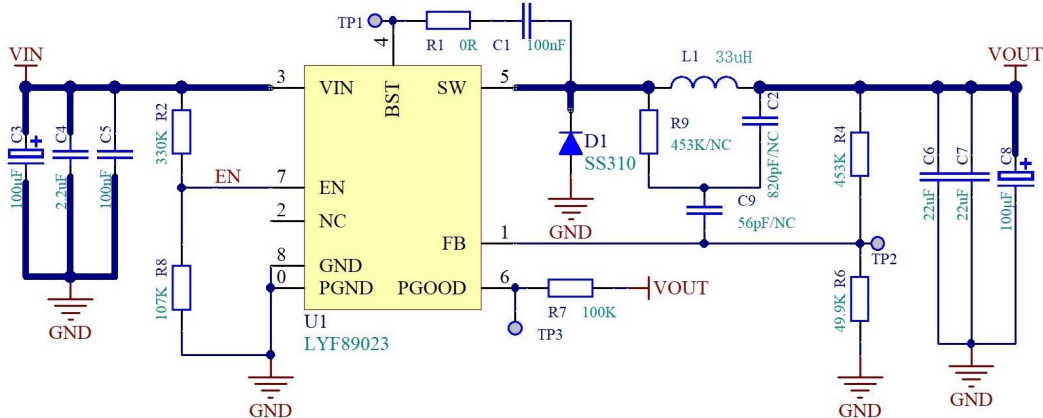 TP1
R1
0R
C1
100nF
4
VIN
3
VIN
BST
SW
5
L1
33uH
VOUT
C3
100uF
C4
2.2uF
C5
100nF
R2
330K
D1
SS310
R9
453K/NC
C2
820pF/NC
R4
453K
C6
22uF
C7
22uF
C8
100uF
EN
7
EN
2
NC
C9
56pF/NC
GND
FB
1
TP2
8
GND
0
PGND
PGOOD
6
R7
100K
VOUT
TP3
R8
107K
R6
49.9K
GND
U1
LYF89023
GND
GND
GND